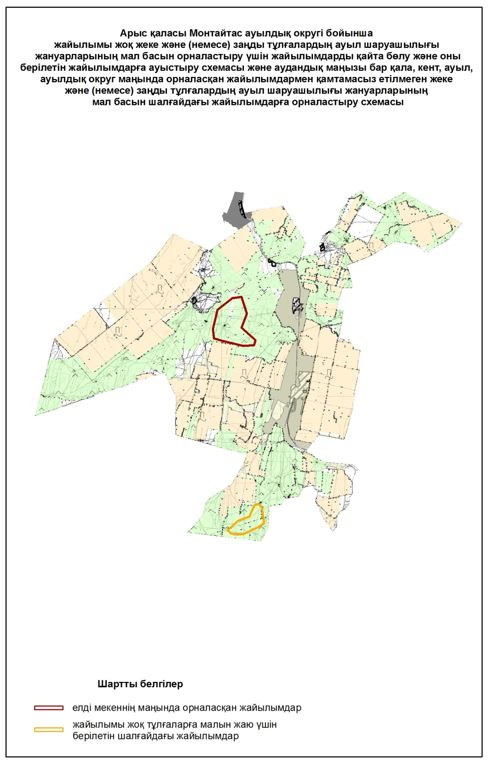 Арыс қаласы Монтайтас ауылдық округі бойынша
жайылымы жоқ жеке және (немесе) заңды тұлғалардың ауыл шаруашылығы
жануарларының мал басын орналастыру үшін жайылымдарды қайта бөлу және оны
берілетін жайылымдарға ауыстыру схемасы және аудандық маңызы бар қала, кент, ауыл,
ауылдық округ маңында орналасқан жайылымдармен қамтамасыз етілмеген жеке
және (немесе) заңды тұлғалардың ауыл шаруашылығы жануарларының
мал басын шалғайдағы жайылымдарға орналастыру схемасы
Шартты белгілер
елді мекеннің маңында орналасқан жайылымдар
жайылымы жоқ тұлғаларға малын жаю үшін
берілетін шалғайдағы жайылымдар